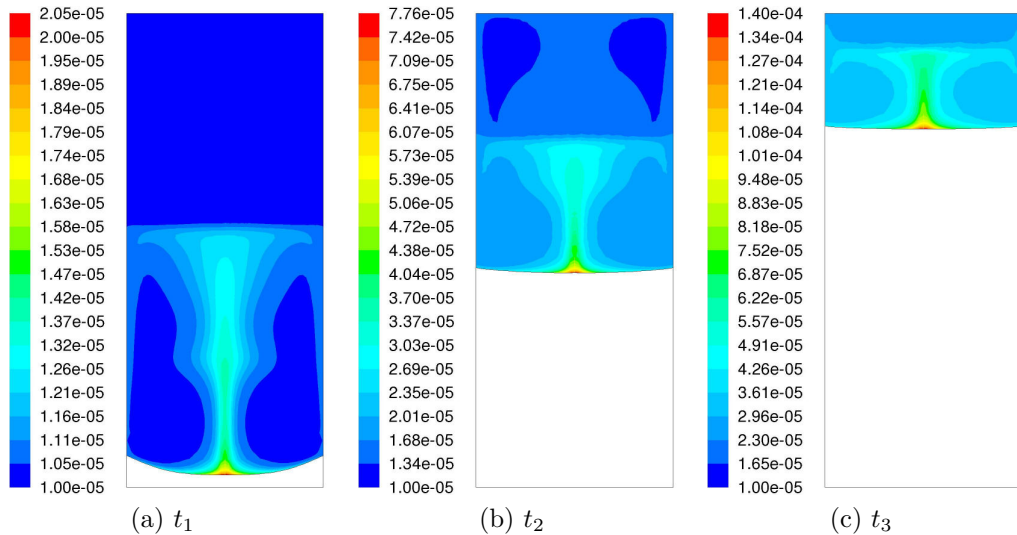 2.05e-05
2.00e-05
1.95e-05
1.89e-05
1.84e-05
1.79e-05
1.74e-05
1.68e-05
1.63e-05
1.58e-05
1.53e-05
1.47e-05
1.42e-05
1.37e-05
1.32e-05
1.26e-05
1.21e-05
1.16e-05
1.11e-05
1.05e-05
1.00e-05
(a) t₁
7.76e-05
7.42e-05
7.09e-05
6.75e-05
6.41e-05
6.07e-05
5.73e-05
5.39e-05
5.06e-05
4.72e-05
4.38e-05
4.04e-05
3.70e-05
3.37e-05
3.03e-05
2.69e-05
2.35e-05
2.01e-05
1.68e-05
1.34e-05
1.00e-05
(b) t₂
1.40e-04
1.34e-04
1.27e-04
1.21e-04
1.14e-04
1.08e-04
1.01e-04
9.48e-05
8.83e-05
8.18e-05
7.52e-05
6.87e-05
6.22e-05
5.57e-05
4.91e-05
4.26e-05
3.61e-05
2.96e-05
2.30e-05
1.65e-05
1.00e-05
(c) t₃